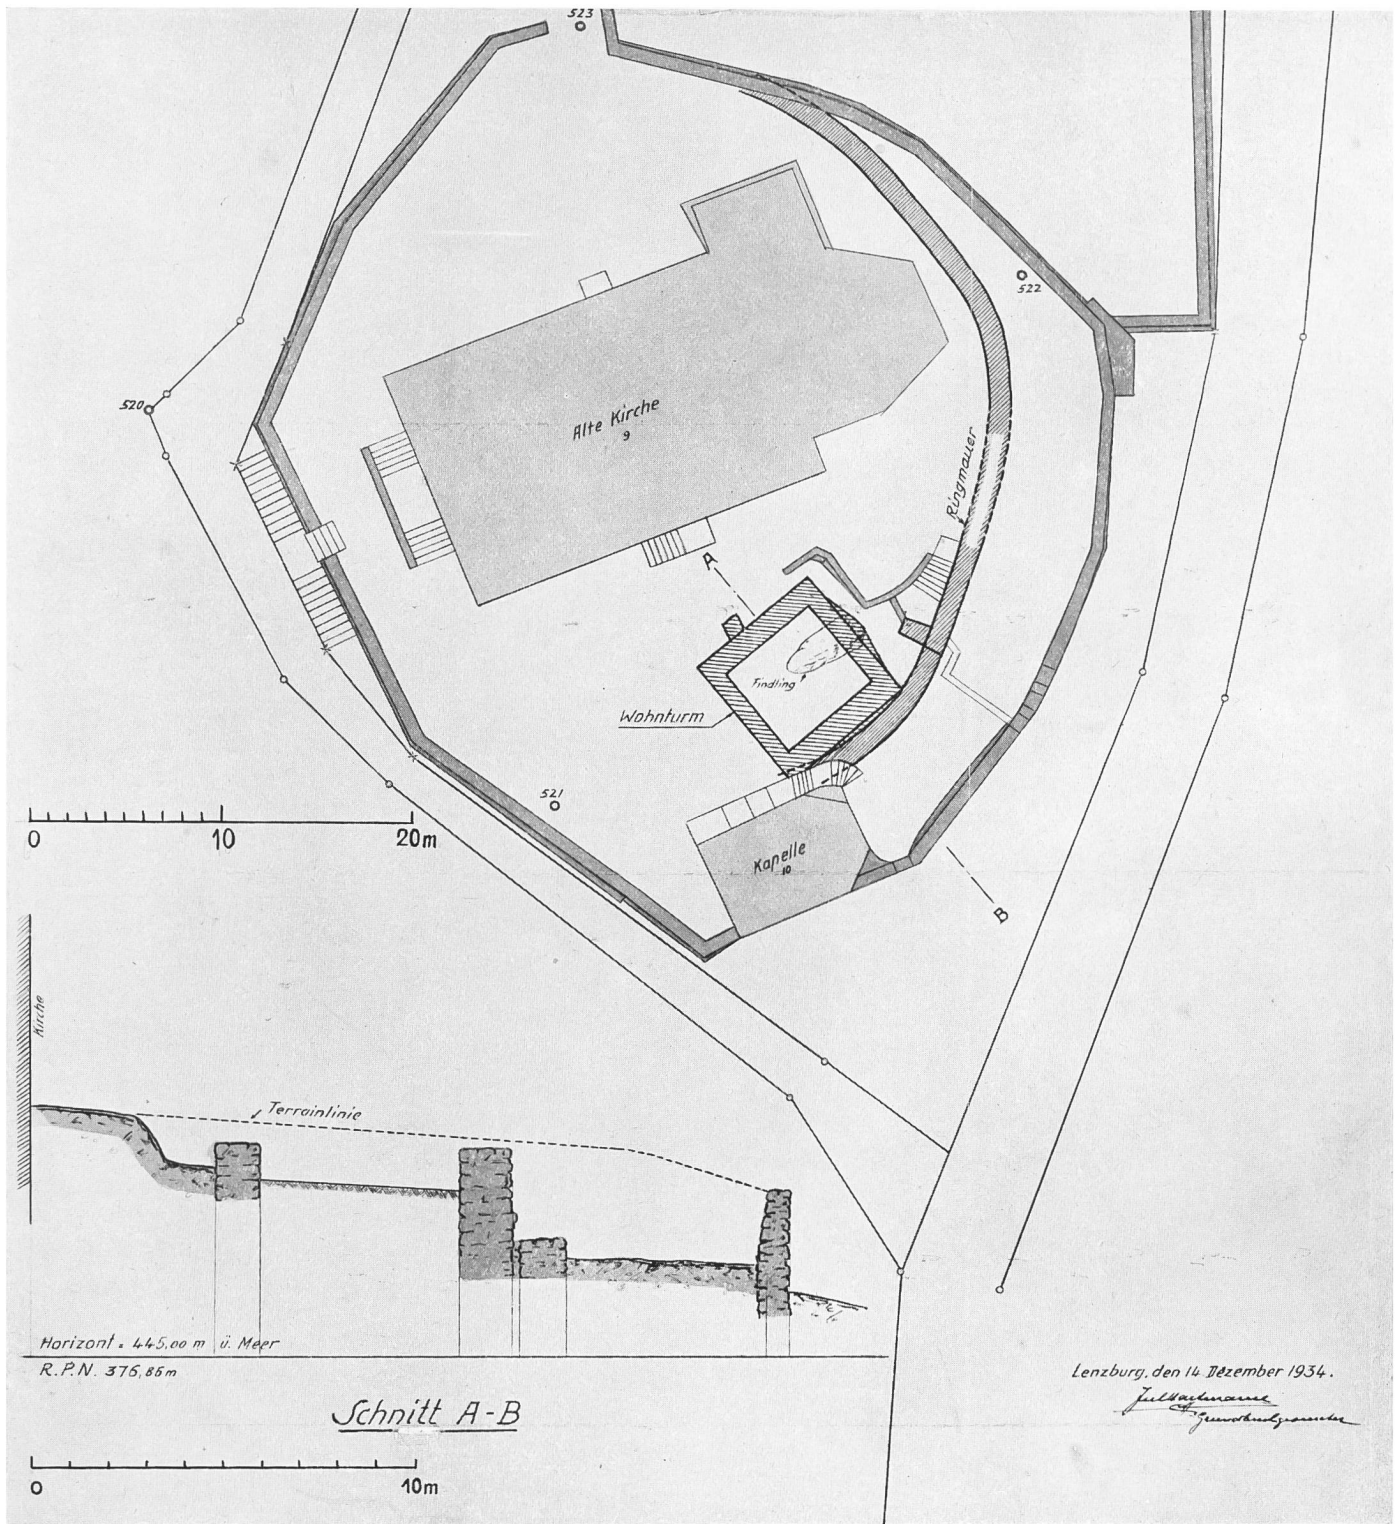 523
522
520
Alte Kirche
9
Ringmauer
A
Findling
Wohnturm
521
0 10 20m
Kapelle
10
B
Kirche
Terrainlinie
Horizont = 445,00 m ü. Meer
R.P.N. 376,86m
Lenzburg, den 14 Dezember 1934.
Schnitt A-B
0 10m